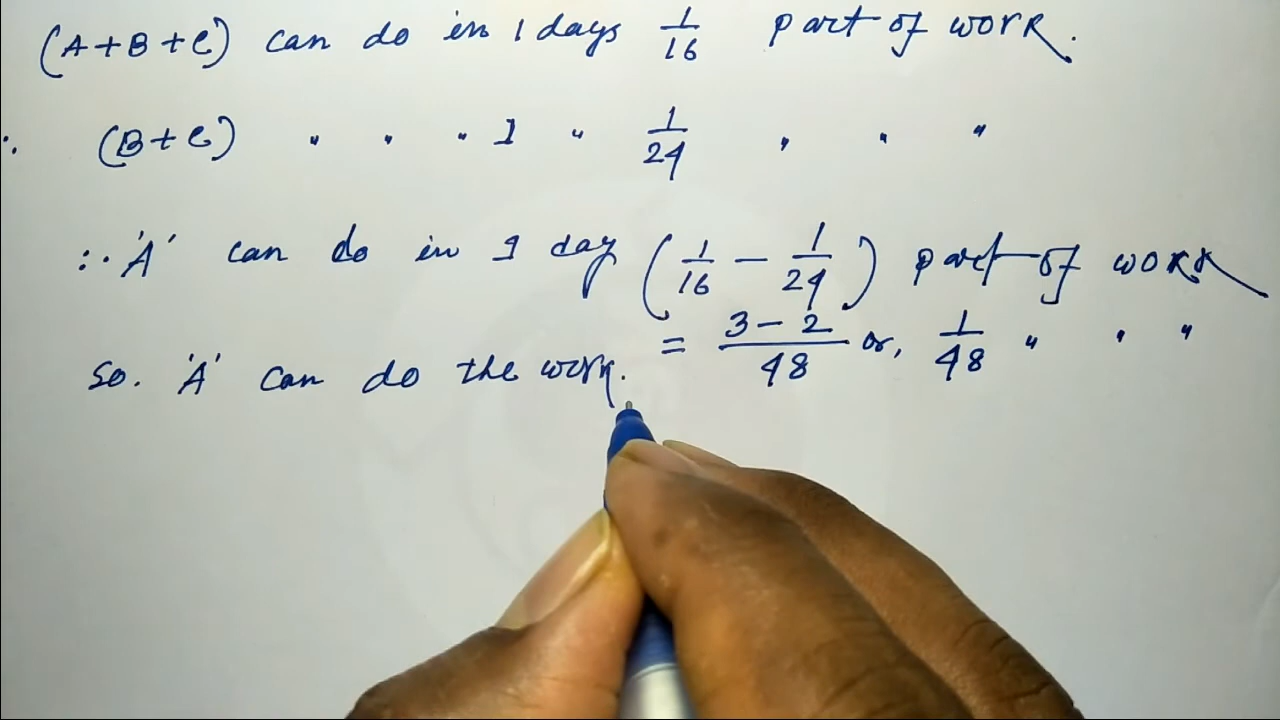 (A+B+C) can do in 1 days 1/16 part of work.
∴ (B+C) " " " 1 " 1/24 " " "
∴ 'A' can do in 1 day (1/16 - 1/24) part of work
= 3-2/48 or, 1/48 " " "
So. 'A' can do the work.